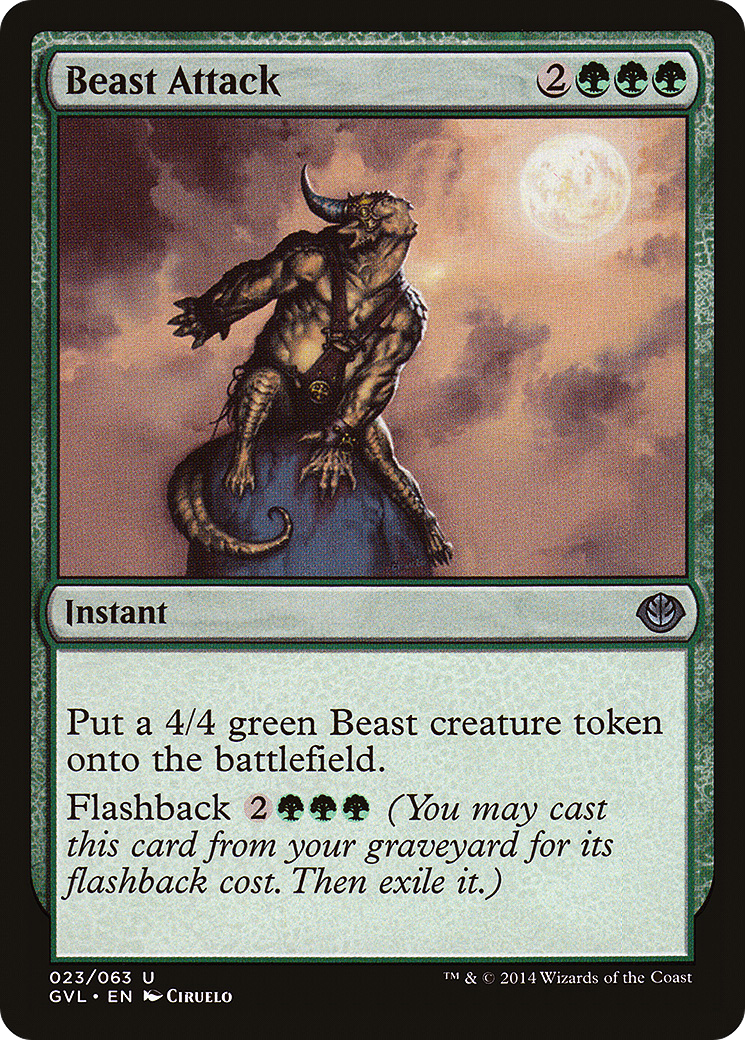 Beast Attack 2
Instant
Put a 4/4 green Beast creature token
onto the battlefield.
Flashback 2 (You may cast
this card from your graveyard for its
flashback cost. Then exile it.)
023/063 U
™ & © 2014 Wizards of the Coast
GVL • EN Ciruelo